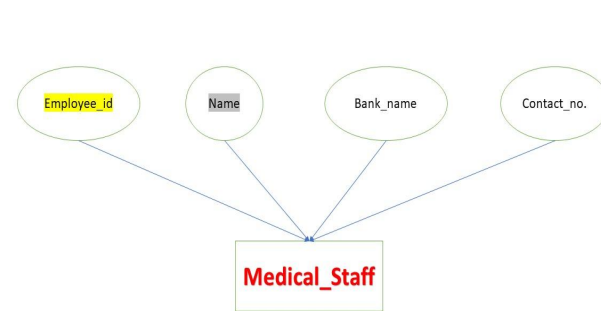 Employee_id
Name
Bank_name
Contact_no.
Medical_Staff